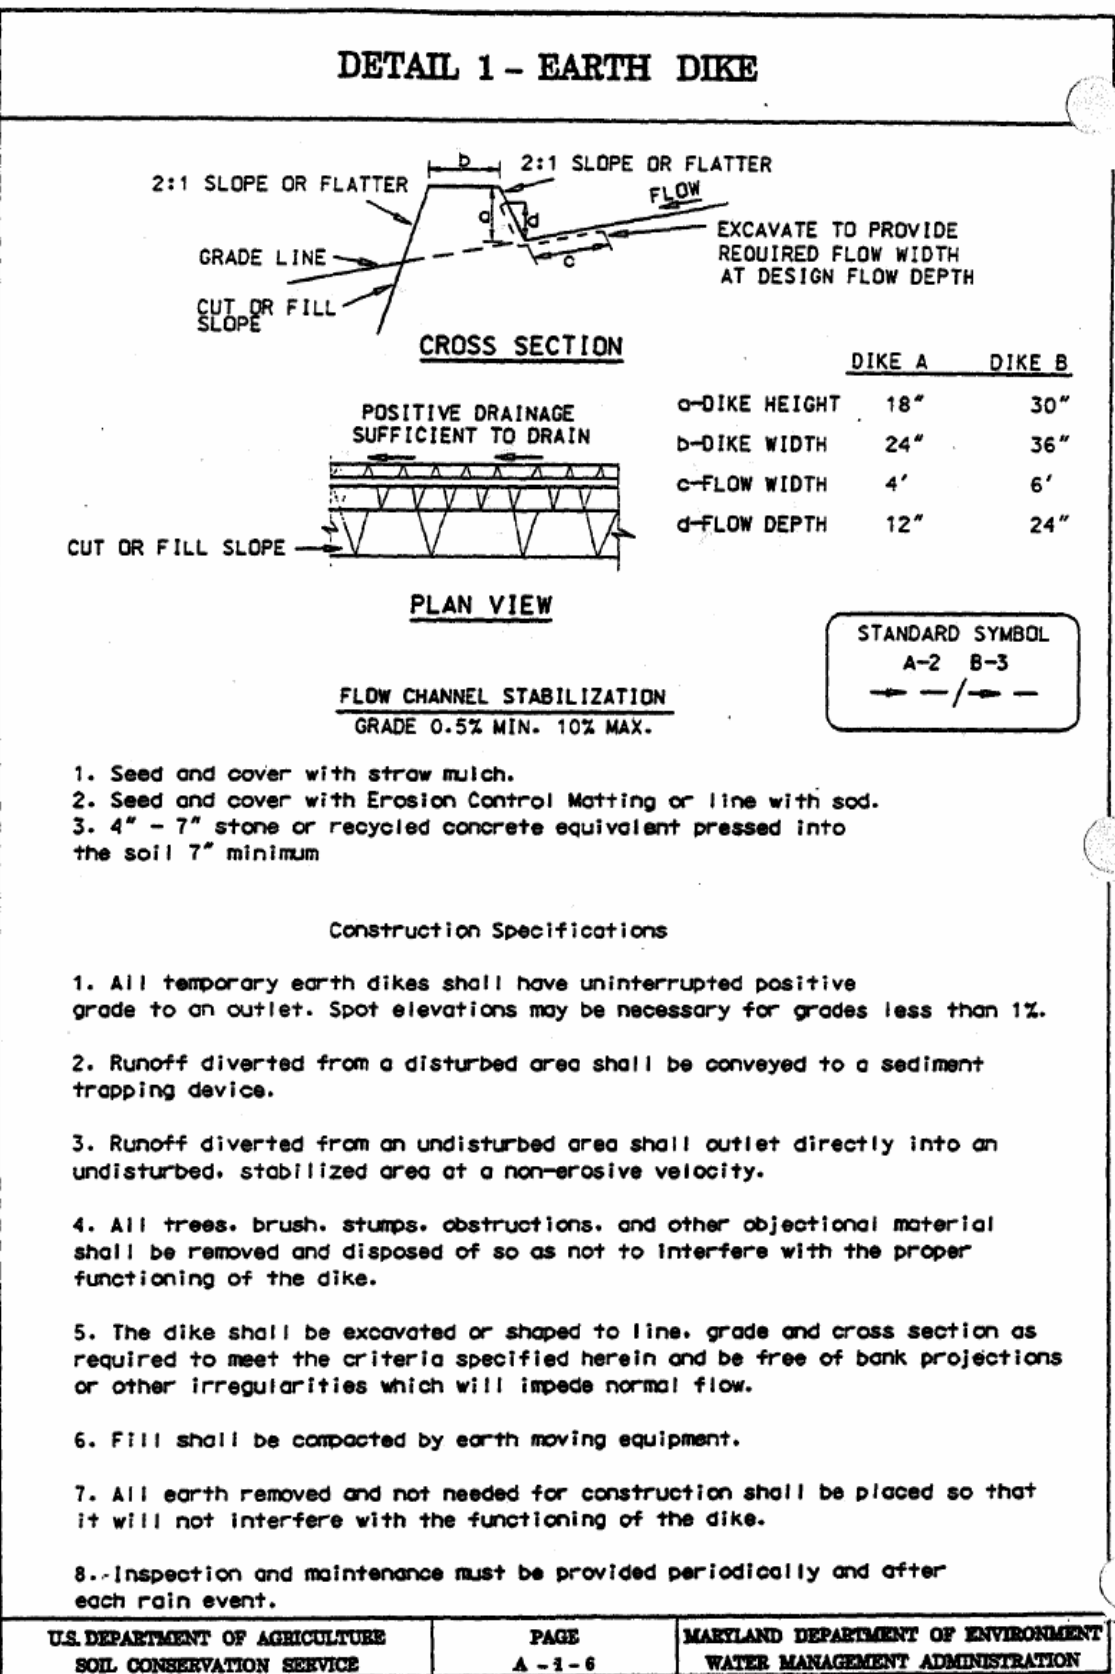 DETAIL 1 - EARTH DIKE
b
2:1 SLOPE OR FLATTER
2:1 SLOPE OR FLATTER
FLOW
a
d
EXCAVATE TO PROVIDE
REQUIRED FLOW WIDTH
AT DESIGN FLOW DEPTH
GRADE LINE
c
CUT OR FILL
SLOPE
CROSS SECTION
DIKE A DIKE B
a-DIKE HEIGHT 18" 30"
b-DIKE WIDTH 24" 36"
c-FLOW WIDTH 4' 6'
d-FLOW DEPTH 12" 24"
POSITIVE DRAINAGE
SUFFICIENT TO DRAIN
CUT OR FILL SLOPE
PLAN VIEW
STANDARD SYMBOL
A-2 B-3
/
FLOW CHANNEL STABILIZATION
GRADE 0.5% MIN. 10% MAX.
1. Seed and cover with straw mulch.
2. Seed and cover with Erosion Control Matting or line with sod.
3. 4" - 7" stone or recycled concrete equivalent pressed into
the soil 7" minimum
Construction Specifications
1. All temporary earth dikes shall have uninterrupted positive
grade to an outlet. Spot elevations may be necessary for grades less than 1%.
2. Runoff diverted from a disturbed area shall be conveyed to a sediment
trapping device.
3. Runoff diverted from an undisturbed area shall outlet directly into an
undisturbed, stabilized area at a non-erosive velocity.
4. All trees, brush, stumps, obstructions, and other objectional material
shall be removed and disposed of so as not to interfere with the proper
functioning of the dike.
5. The dike shall be excavated or shaped to line, grade and cross section as
required to meet the criteria specified herein and be free of bank projections
or other irregularities which will impede normal flow.
6. Fill shall be compacted by earth moving equipment.
7. All earth removed and not needed for construction shall be placed so that
it will not interfere with the functioning of the dike.
8. Inspection and maintenance must be provided periodically and after
each rain event.
U.S. DEPARTMENT OF AGRICULTURE
SOIL CONSERVATION SERVICE
PAGE
A - 1 - 6
MARYLAND DEPARTMENT OF ENVIRONMENT
WATER MANAGEMENT ADMINISTRATION